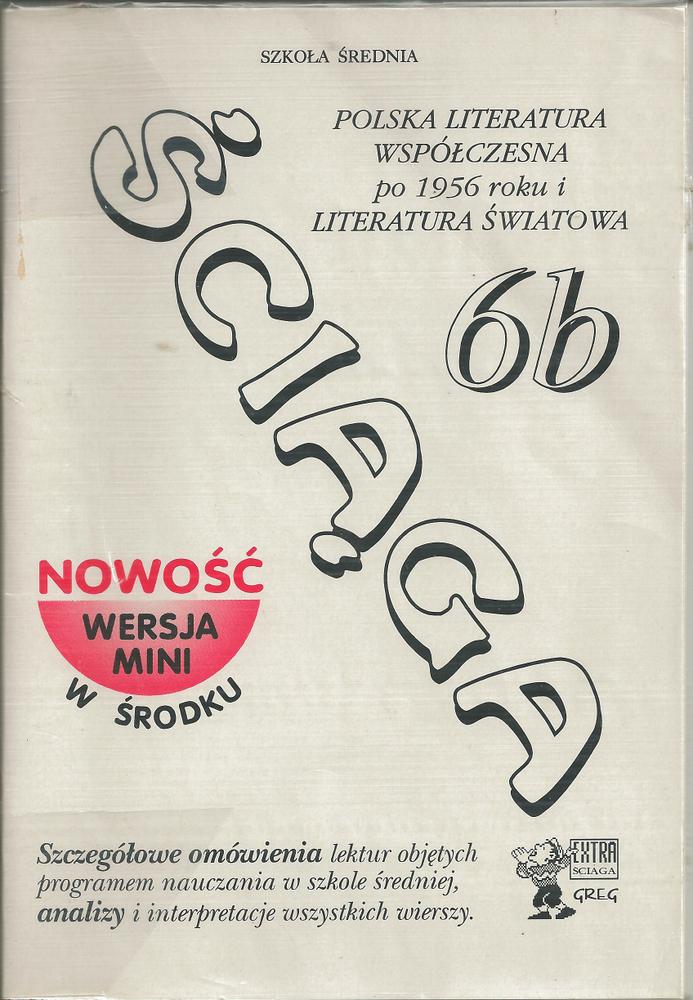 SZKOŁA ŚREDNIA
POLSKA LITERATURA
WSPÓŁCZESNA
po 1956 roku i
LITERATURA ŚWIATOWA
6b
ŚCIĄGA
NOWOŚĆ
WERSJA
MINI
W ŚRODKU
Szczegółowe omówienia lektur objętych
programem nauczania w szkole średniej,
analizy i interpretacje wszystkich wierszy.
EXTRA
SCIAGA
GREG